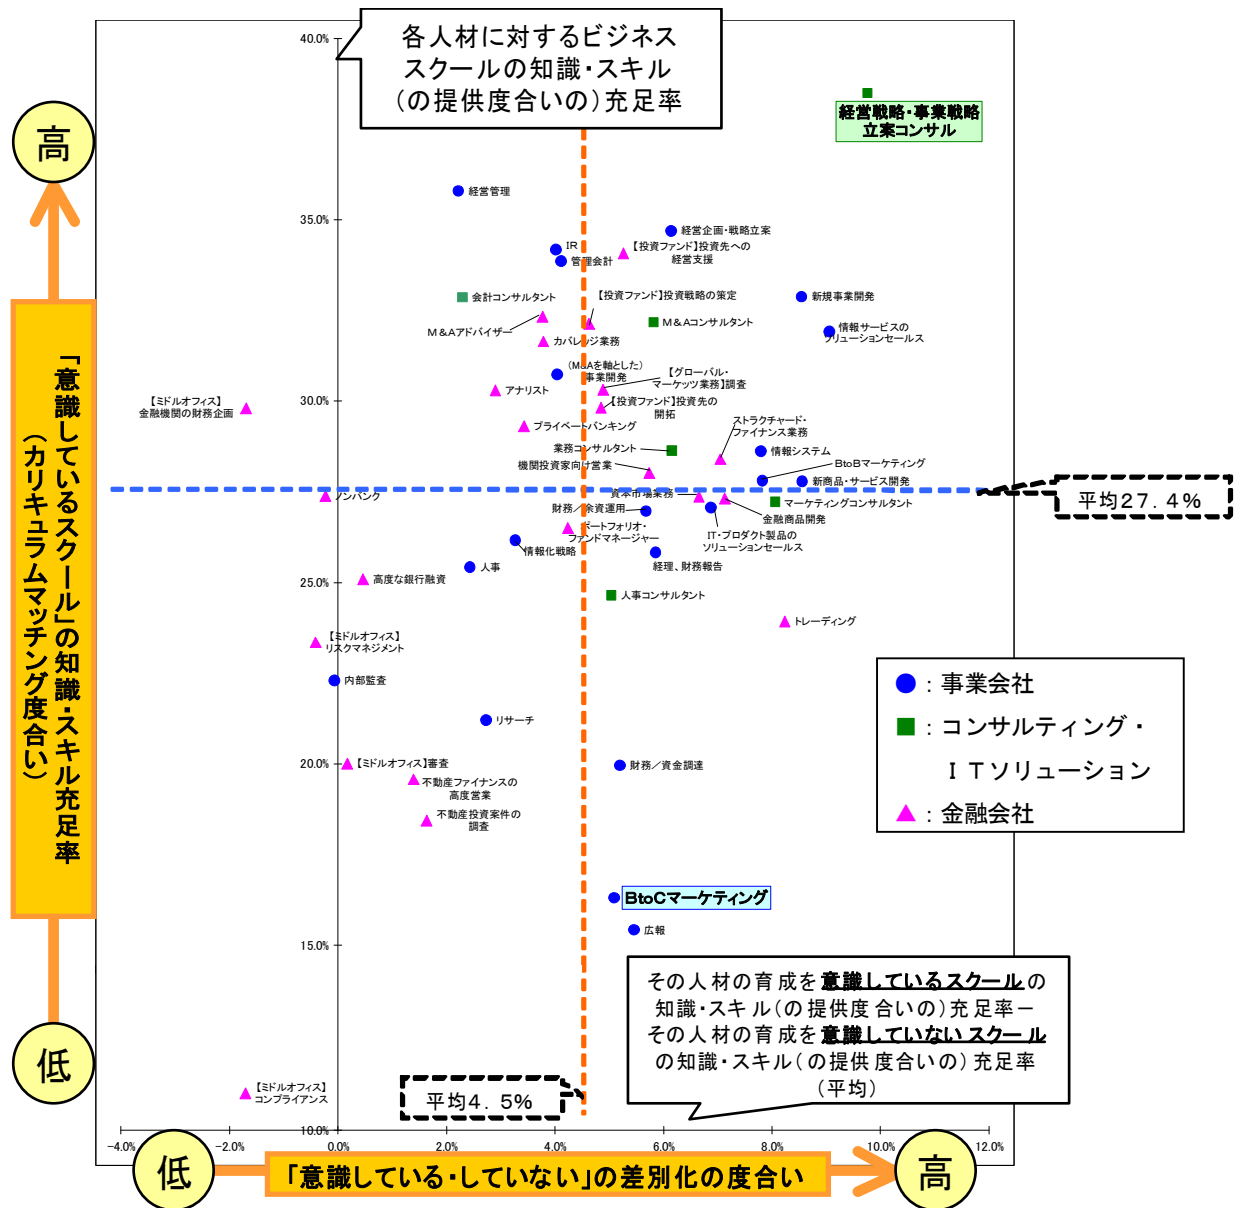 各人材に対するビジネス
スクールの知識・スキル
（の提供度合いの）充足率
高
「意識しているスクール」の知識・スキル充足率
（カリキュラムマッチング度合い）
低
40.0%
35.0%
30.0%
25.0%
20.0%
15.0%
10.0%
経営戦略・事業戦略
立案コンサル
経営管理
経営企画・戦略立案
IR
管理会計
【投資ファンド】投資先への
経営支援
会計コンサルタント
【投資ファンド】投資戦略の策定
新規事業開発
M&Aアドバイザー
M&Aコンサルタント
情報サービスの
ソリューションセールス
カバレッジ業務
（M&Aを軸とした）
事業開発
【グローバル・
マーケッツ業務】調査
アナリスト
【ミドルオフィス】
金融機関の財務企画
【投資ファンド】投資先の
開拓
プライベートバンキング
ストラクチャード・
ファイナンス業務
業務コンサルタント
情報システム
機関投資家向け営業
BtoBマーケティング
新商品・サービス開発
平均27.4%
ノンバンク
資本市場業務
マーケティングコンサルタント
財務／余資運用
金融商品開発
ポートフォリオ・
ファンドマネージャー
IT・プロダクト製品の
ソリューションセールス
情報化戦略
経理、財務報告
人事
高度な銀行融資
人事コンサルタント
トレーディング
【ミドルオフィス】
リスクマネジメント
内部監査
リサーチ
【ミドルオフィス】審査
財務／資金調達
不動産ファイナンスの
高度営業
不動産投資案件の
調査
：事業会社
：コンサルティング・
ＩＴソリューション
：金融会社
BtoCマーケティング
広報
その人材の育成を意識しているスクールの
知識・スキル（の提供度合いの）充足率－
その人材の育成を意識していないスクール
の知識・スキル（の提供度合いの）充足率
（平均）
【ミドルオフィス】
コンプライアンス
平均4.5%
-4.0%
-2.0%
0.0%
2.0%
4.0%
6.0%
8.0%
10.0%
12.0%
低
「意識している・していない」の差別化の度合い
高